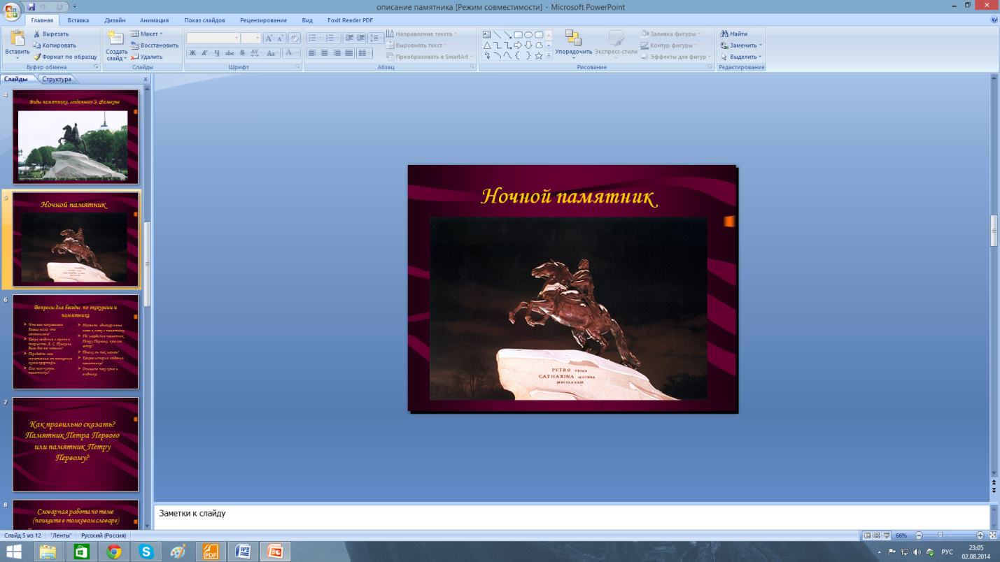 описание памятника [Режим совместимости] - Microsoft PowerPoint
Главная Вставка Дизайн Анимация Показ слайдов Рецензирование Вид Foxit Reader PDF
Вставить
Вырезать
Копировать
Формат по образцу
Буфер обмена
Создать слайд
Макет
Восстановить
Удалить
Слайды
Ж К Ч abc S AV Aa A
Шрифт
Направление текста
Выровнять текст
Преобразовать в SmartArt
Абзац
Упорядочить
Экспресс-стили
Заливка фигуры
Контур фигуры
Эффекты для фигур
Рисование
Найти
Заменить
Выделить
Редактирование
Слайды Структура
4
Виды памятника, созданного Э. Фальконе
5
Ночной памятник
6
Вопросы для беседы по экскурсии и
памятника
7
Как правильно сказать?
Памятник Петра Первого
или памятник Петру
Первому?
8
Словарная работа по теме
(поищите в толковом словаре)
Ночной памятник
PETRO PRIMO
CATHARINA SECUNDA
MDCCLXXXII
Заметки к слайду
Слайд 5 из 12 "Ленты" Русский (Россия) 66%
PDF
РУС
23:05
02.08.2014